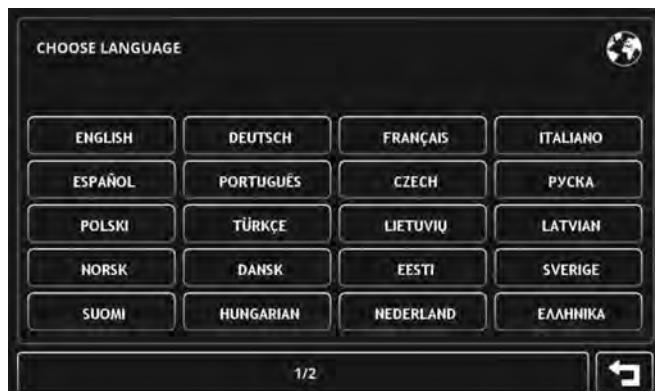 CHOOSE LANGUAGE
ENGLISH DEUTSCH FRANÇAIS ITALIANO
ESPAÑOL PORTUGUÊS CZECH РУСКА
POLSKI TÜRKÇE LIETUVIŲ LATVIAN
NORSK DANSK EESTI SVERIGE
SUOMI HUNGARIAN NEDERLAND ΕΛΛΗΝΙΚΑ
1/2